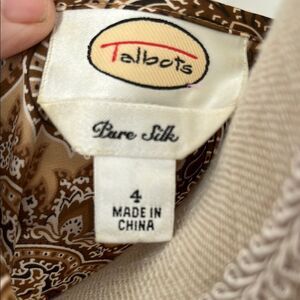 Talbots
Pure Silk
4
MADE IN
CHINA